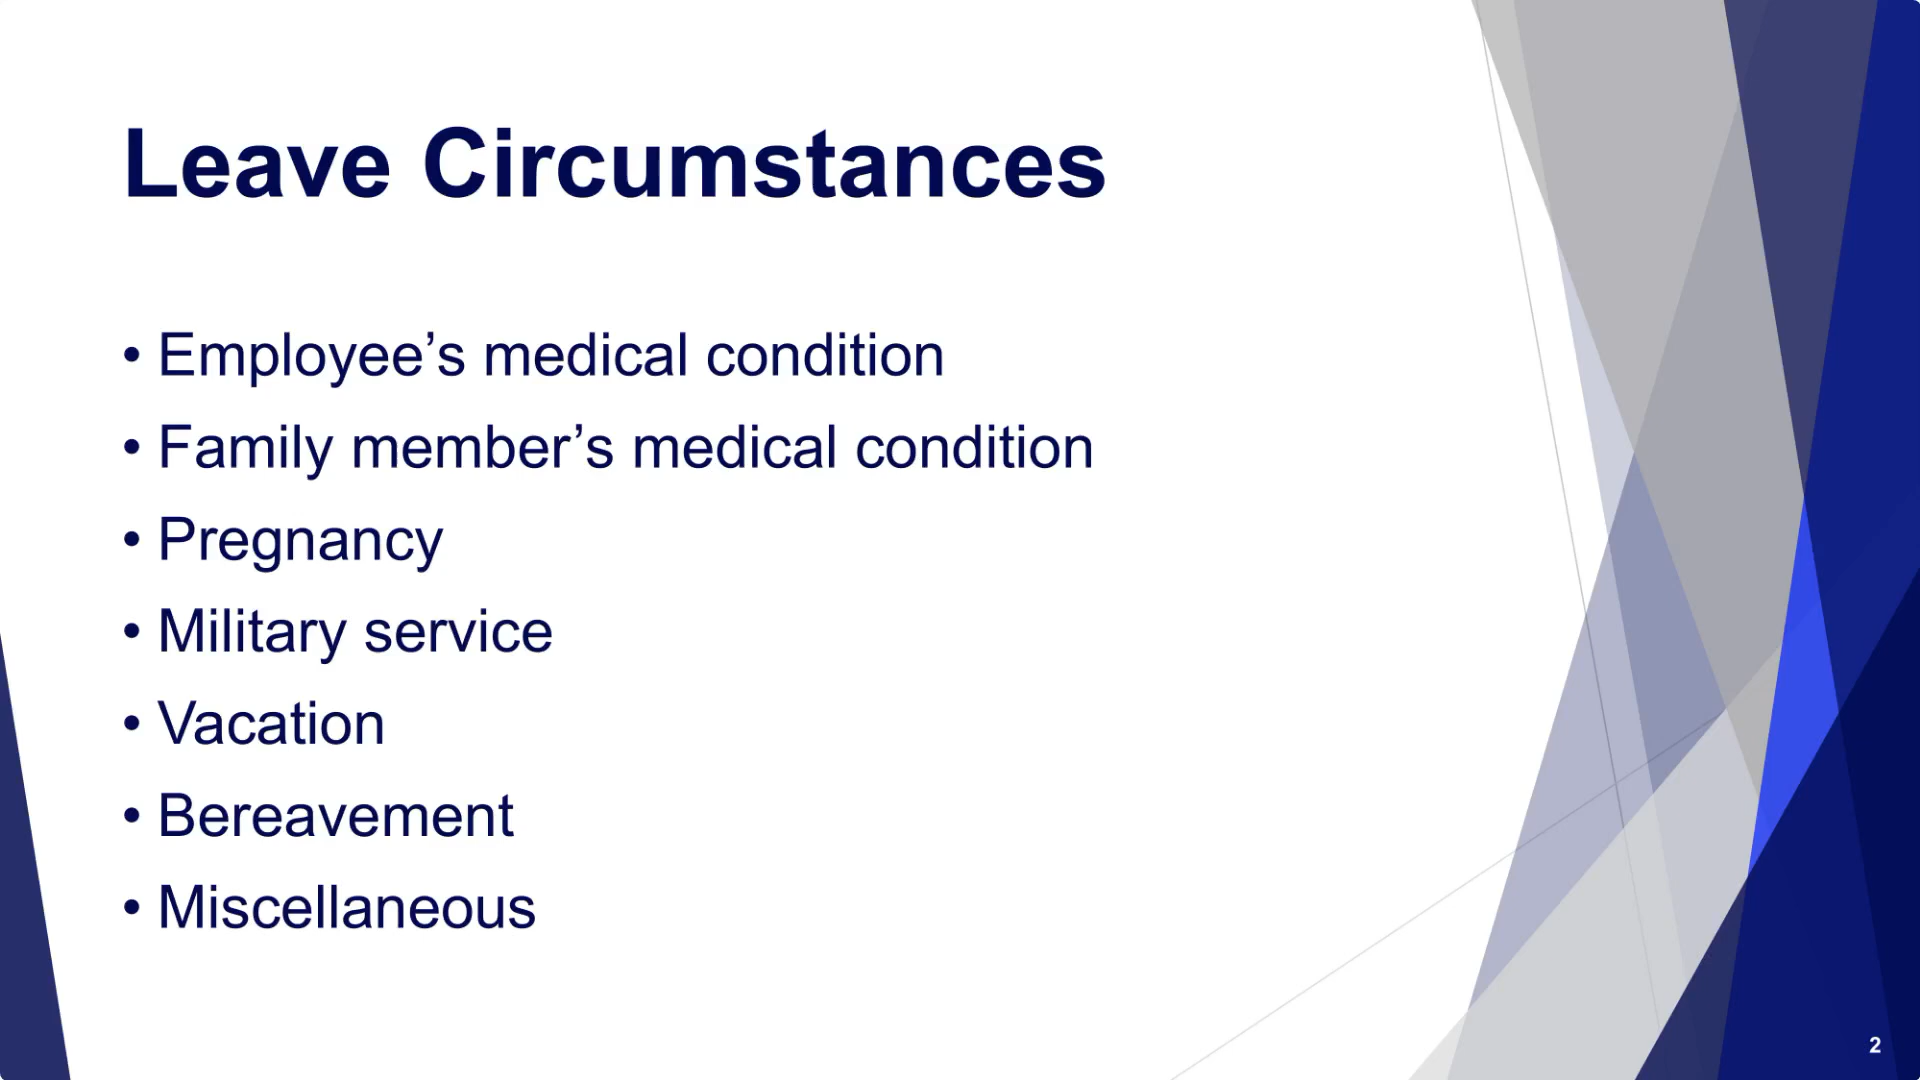 Leave Circumstances
• Employee’s medical condition
• Family member’s medical condition
• Pregnancy
• Military service
• Vacation
• Bereavement
• Miscellaneous
2